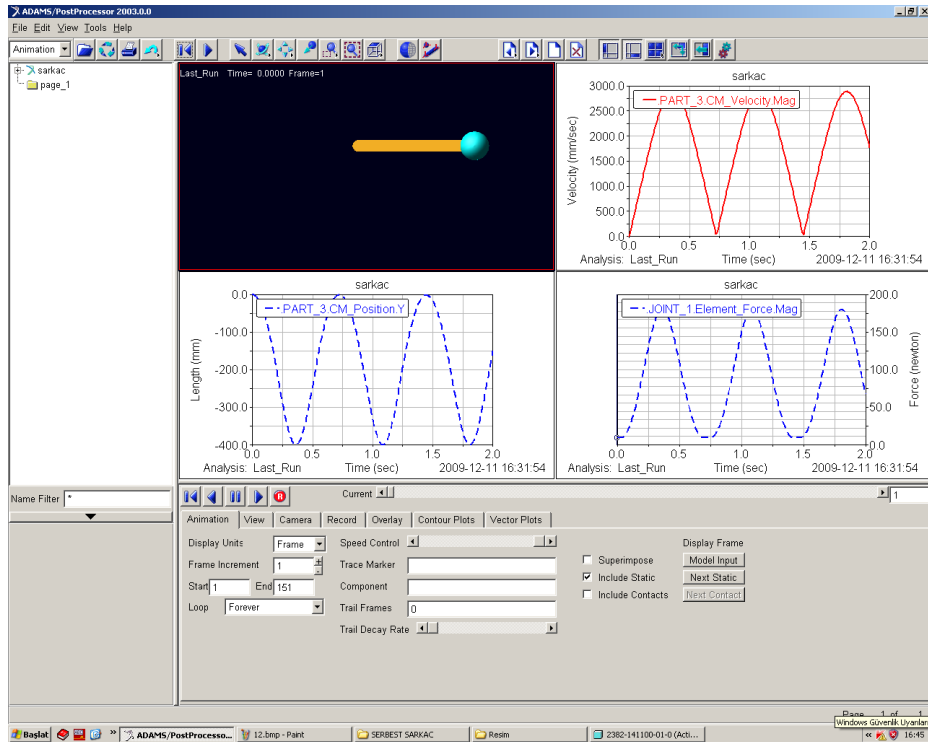 ADAMS/PostProcessor 2003.0.0
File Edit View Tools Help
Animation
sarkac
page_1
Last_Run Time= 0.0000 Frame=1
sarkac
3000.0
2500.0
2000.0
1500.0
1000.0
500.0
0.0
Velocity (mm/sec)
PART_3.CM_Velocity.Mag
0.0 0.5 1.0 1.5 2.0
Analysis: Last_Run Time (sec) 2009-12-11 16:31:54
sarkac
0.0
-100.0
-200.0
-300.0
-400.0
Length (mm)
.PART_3.CM_Position.Y
0.0 0.5 1.0 1.5 2.0
Analysis: Last_Run Time (sec) 2009-12-11 16:31:54
sarkac
.JOINT_1.Element_Force.Mag
200.0
150.0
100.0
50.0
0.0
Force (newton)
0.0 0.5 1.0 1.5 2.0
Analysis: Last_Run Time (sec) 2009-12-11 16:31:54
Name Filter *
Current 1
Animation View Camera Record Overlay Contour Plots Vector Plots
Display Units Frame Speed Control Display Frame
Frame Increment 1 Trace Marker Superimpose Model Input
Start 1 End 151 Component Include Static Next Static
Loop Forever Trail Frames 0 Include Contacts Next Contact
Trail Decay Rate
Page 1 of 1
Windows Güvenlik Uyarıları
Başlat ADAMS/PostProcesso... 12.bmp - Paint SERBEST SARKAC Resim 2382-141100-01-0 (Acti... 16:45